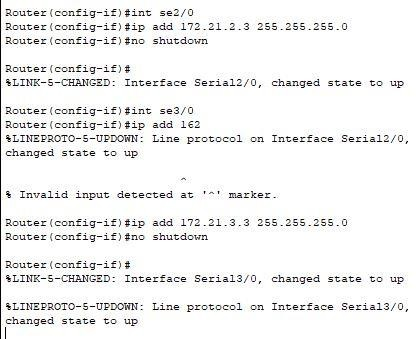 Router(config-if)#int se2/0
Router(config-if)#ip add 172.21.2.3 255.255.255.0
Router(config-if)#no shutdown
Router(config-if)#
%LINK-5-CHANGED: Interface Serial2/0, changed state to up
Router(config-if)#int se3/0
Router(config-if)#ip add 162
%LINEPROTO-5-UPDOWN: Line protocol on Interface Serial2/0,
changed state to up
^
% Invalid input detected at '^' marker.
Router(config-if)#ip add 172.21.3.3 255.255.255.0
Router(config-if)#no shutdown
Router(config-if)#
%LINK-5-CHANGED: Interface Serial3/0, changed state to up
%LINEPROTO-5-UPDOWN: Line protocol on Interface Serial3/0,
changed state to up